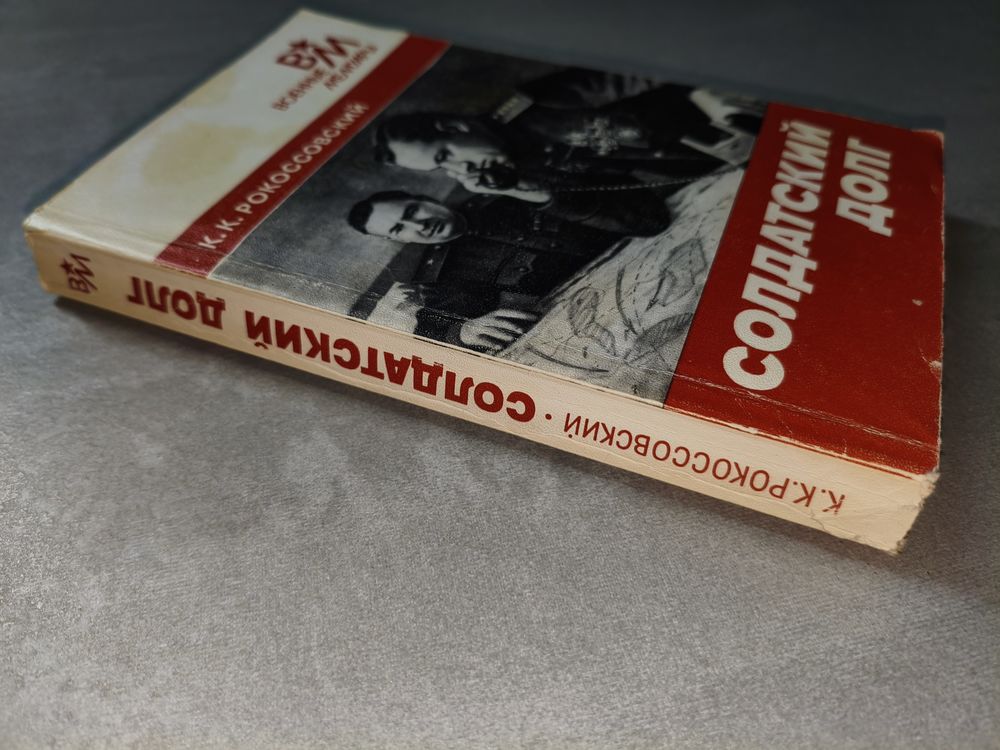 ВМ
ВОЕННЫЕ
МЕМУАРЫ
К. К. РОКОССОВСКИЙ
СОЛДАТСКИЙ
ДОЛГ
К.К.РОКОССОВСКИЙ · СОЛДАТСКИЙ ДОЛГ
ВМ